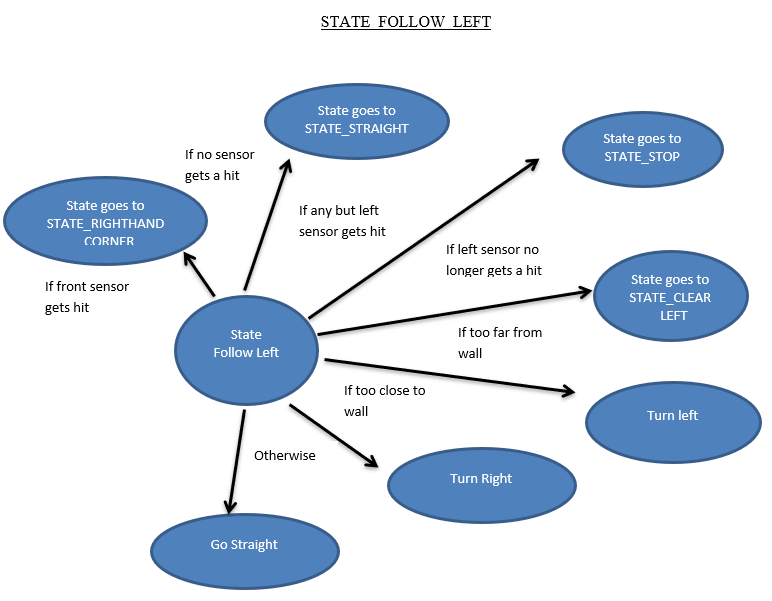 STATE FOLLOW LEFT
State goes to
STATE_STRAIGHT
State goes to
STATE_STOP
If no sensor
gets a hit
State goes to
STATE_RIGHTHAND
CORNER
If any but left
sensor gets hit
If left sensor no
longer gets a hit
If front sensor
gets hit
State goes to
STATE_CLEAR
LEFT
State
Follow Left
If too far from
wall
If too close to
wall
Turn left
Otherwise
Turn Right
Go Straight